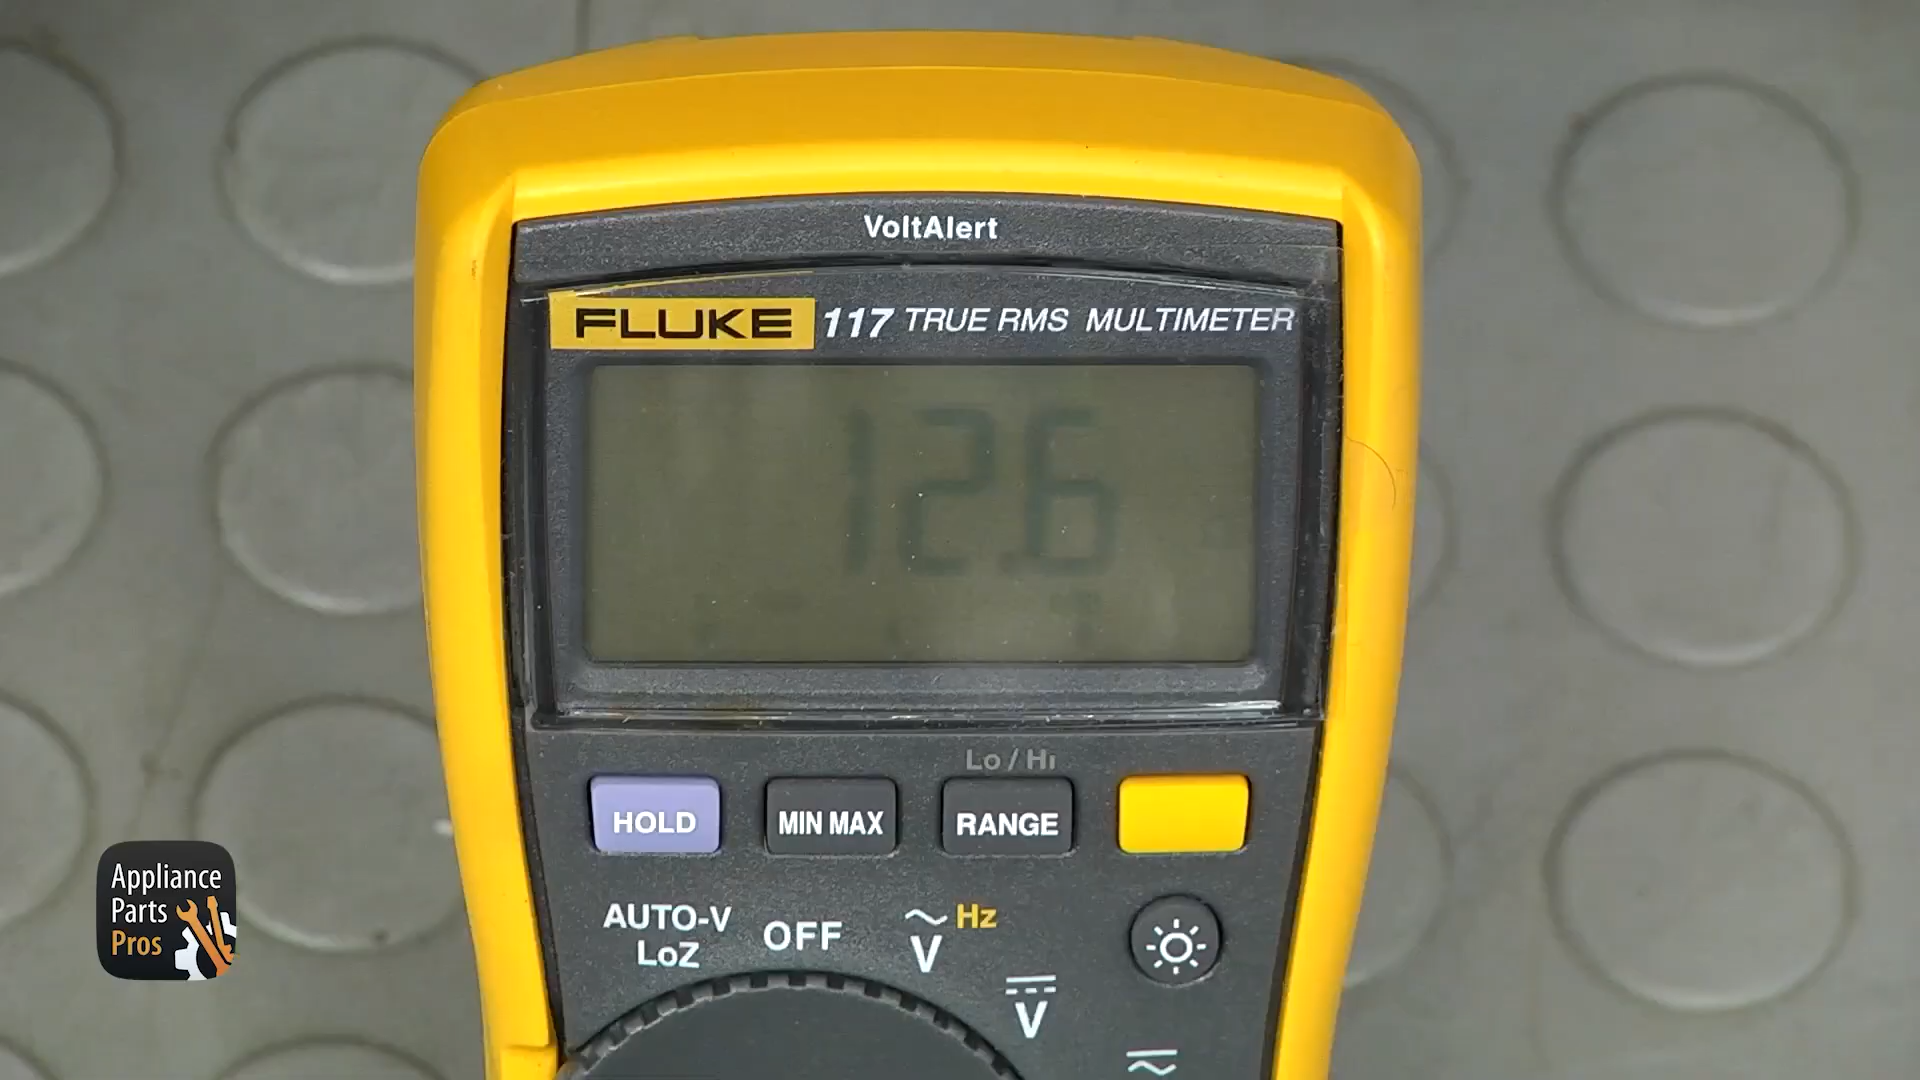 VoltAlert
FLUKE 117 TRUE RMS MULTIMETER
12.6
Lo / Hi
HOLD MIN MAX RANGE
AUTO-V
LoZ
OFF
Hz
V
V
Appliance
Parts
Pros